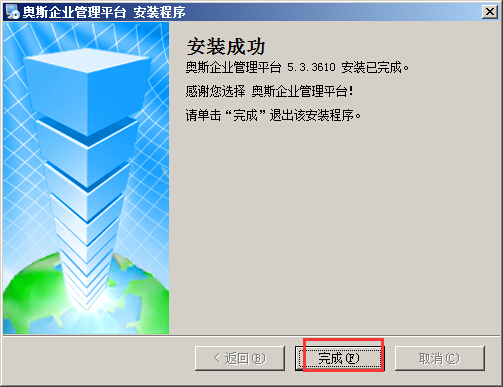 奥斯企业管理平台 安装程序
安装成功
奥斯企业管理平台 5.3.3610 安装已完成。
感谢您选择 奥斯企业管理平台!
请单击“完成”退出该安装程序。
< 返回(B)
完成(F)
取消(C)